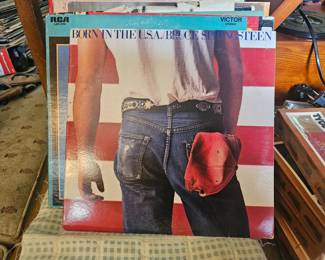 RCA
VICTOR
BORN IN THE U.S.A./BRUCE SPRINGSTEEN